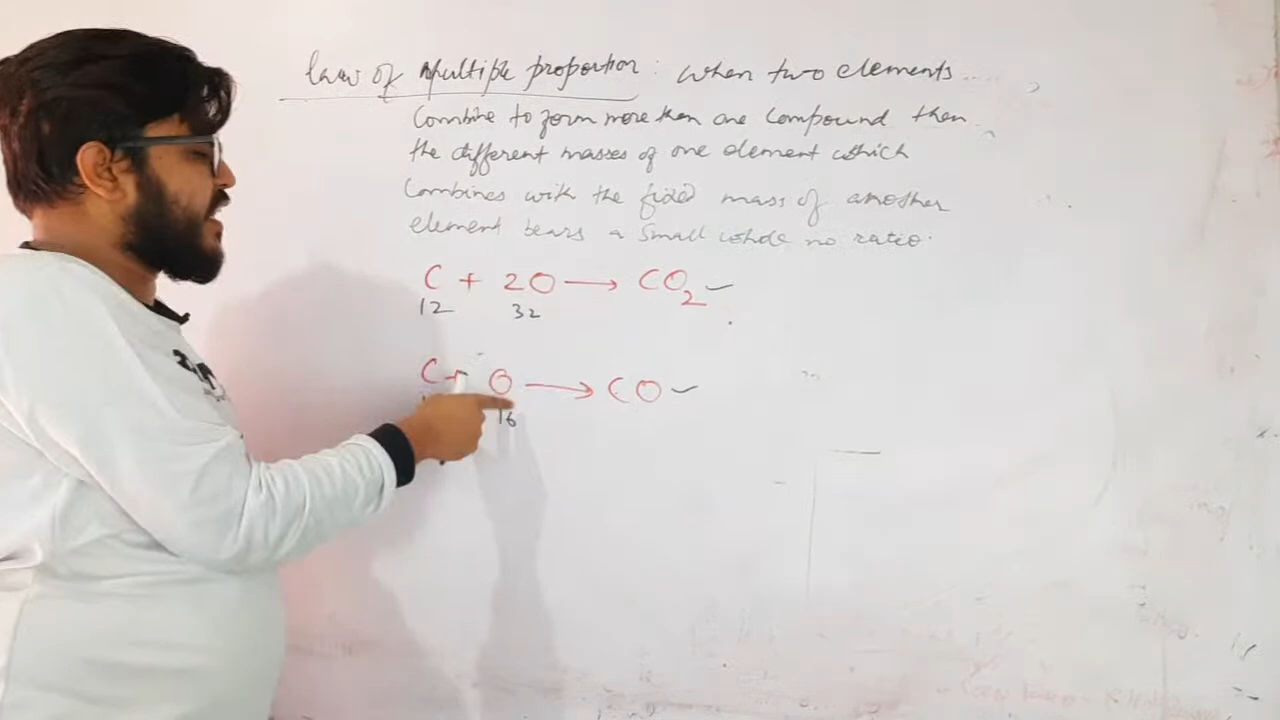 law of Multiple proportion : when two elements
Combine to form more then one Compound then
the different masses of one element which
Combines with the fixed mass of another
element bears a small whole no ratio.
C + 2O → CO2
12 32
C + O → CO
16